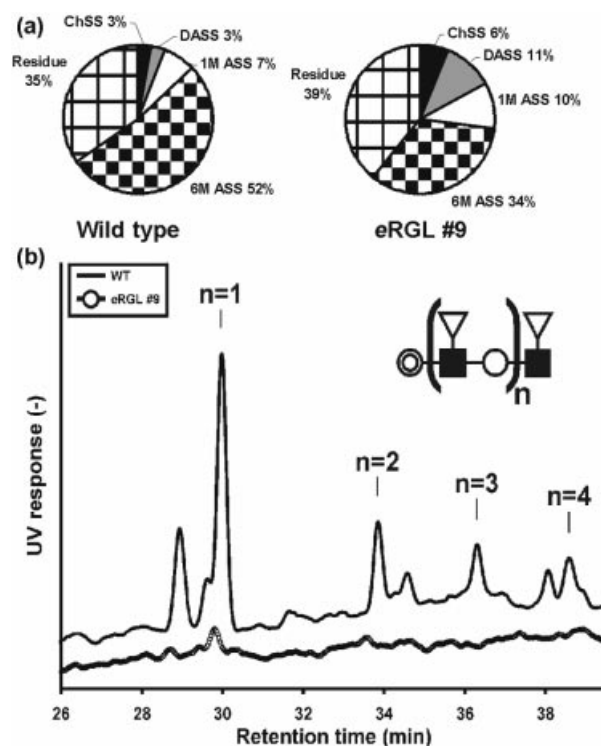 (a)
ChSS 3%
DASS 3%
1M ASS 7%
Residue
35%
6M ASS 52%
Wild type
ChSS 6%
DASS 11%
1M ASS 10%
Residue
39%
6M ASS 34%
eRGL #9
(b)
WT
eRGL #9
n=1
n=2
n=3
n=4
n
UV response (-)
26 28 30 32 34 36 38
Retention time (min)